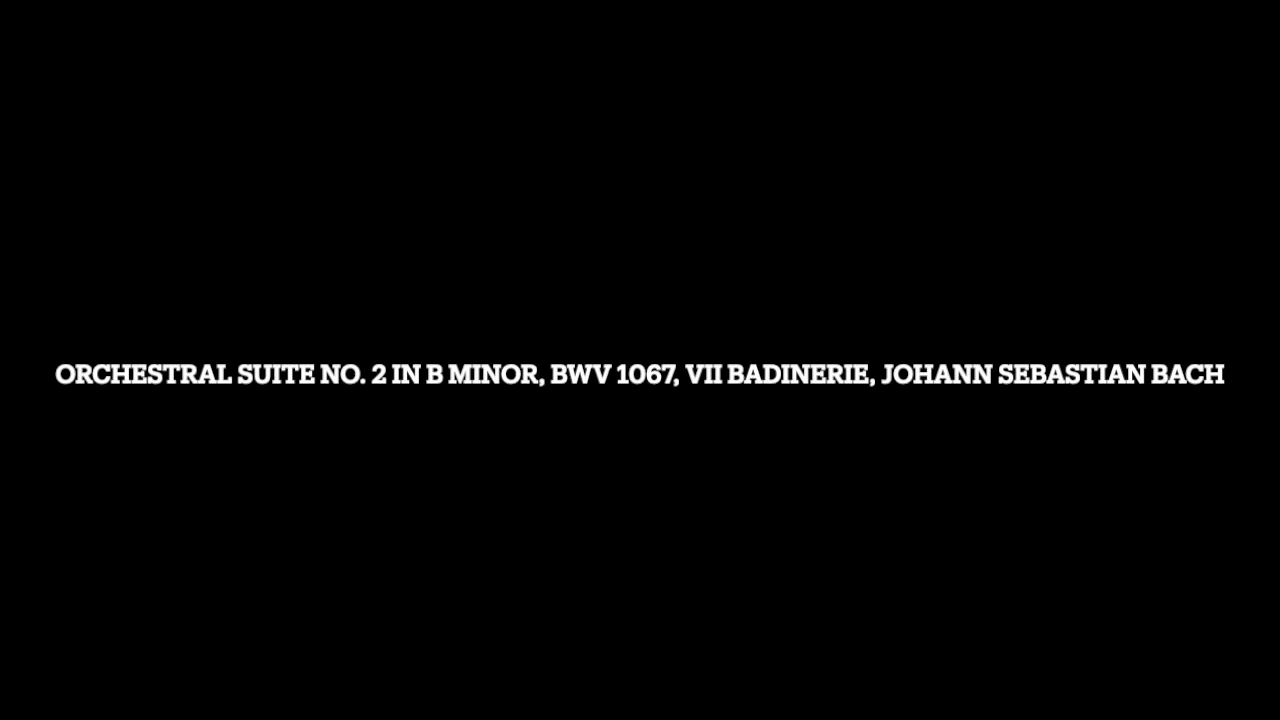 ORCHESTRAL SUITE NO. 2 IN B MINOR, BWV 1067, VII BADINERIE, JOHANN SEBASTIAN BACH